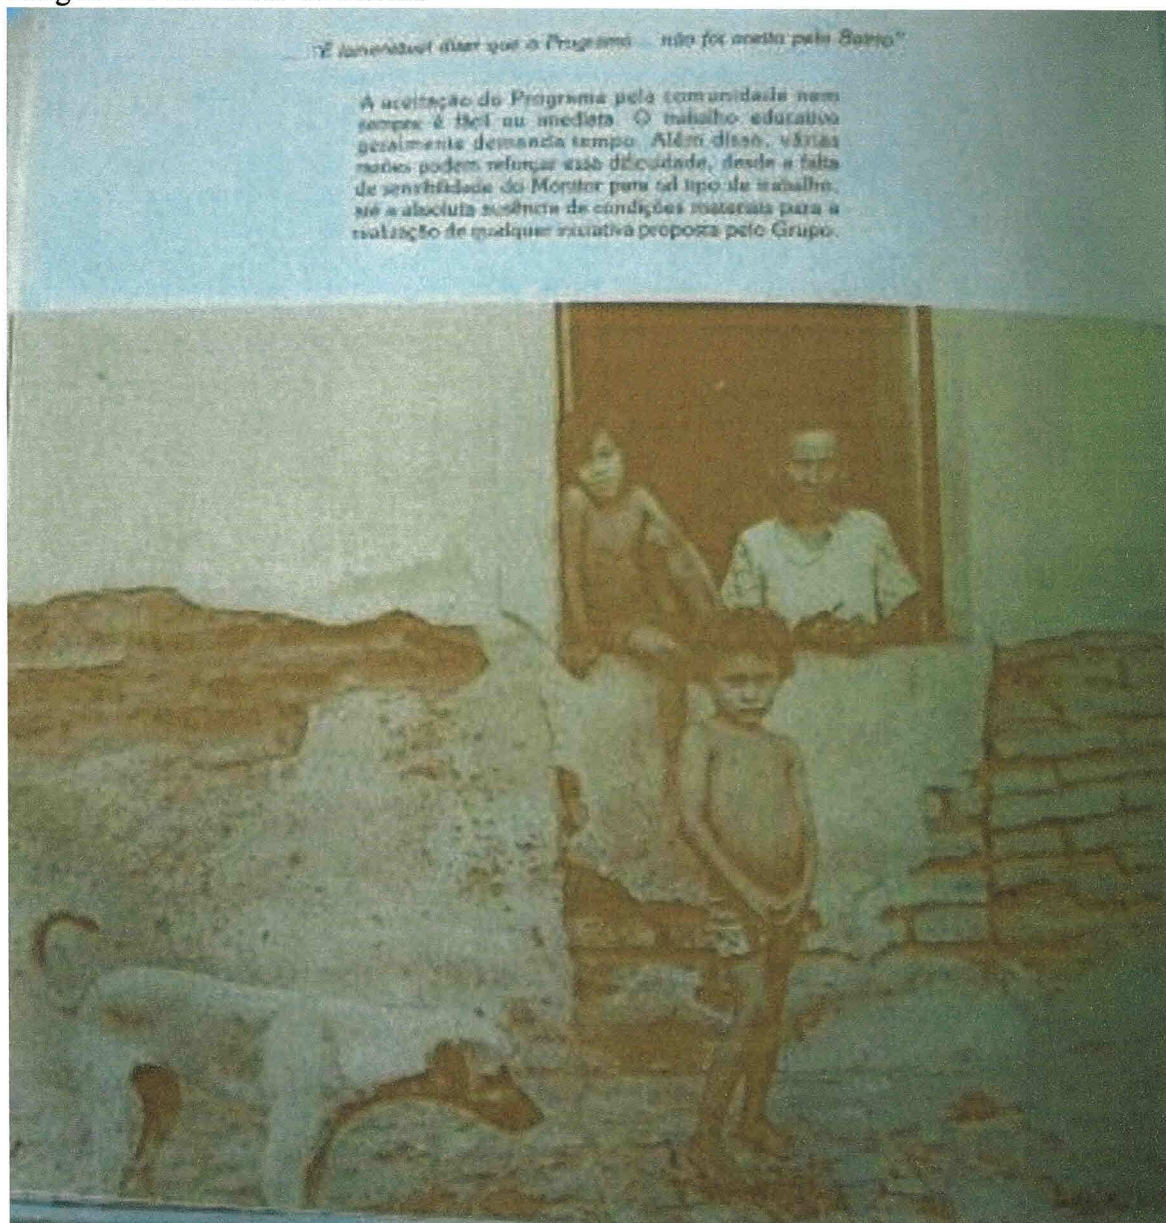 "É lamentável dizer que o Programa ... não foi aceito pelo Bairro"
A aceitação do Programa pela comunidade nem
sempre é fácil ou imediata. O trabalho educativo
geralmente demanda tempo. Além disso, várias
razões podem reforçar essa dificuldade, desde a falta
de sensibilidade do Monitor para tal tipo de trabalho,
até a absoluta ausência de condições materiais para a
realização de qualquer iniciativa proposta pelo Grupo.